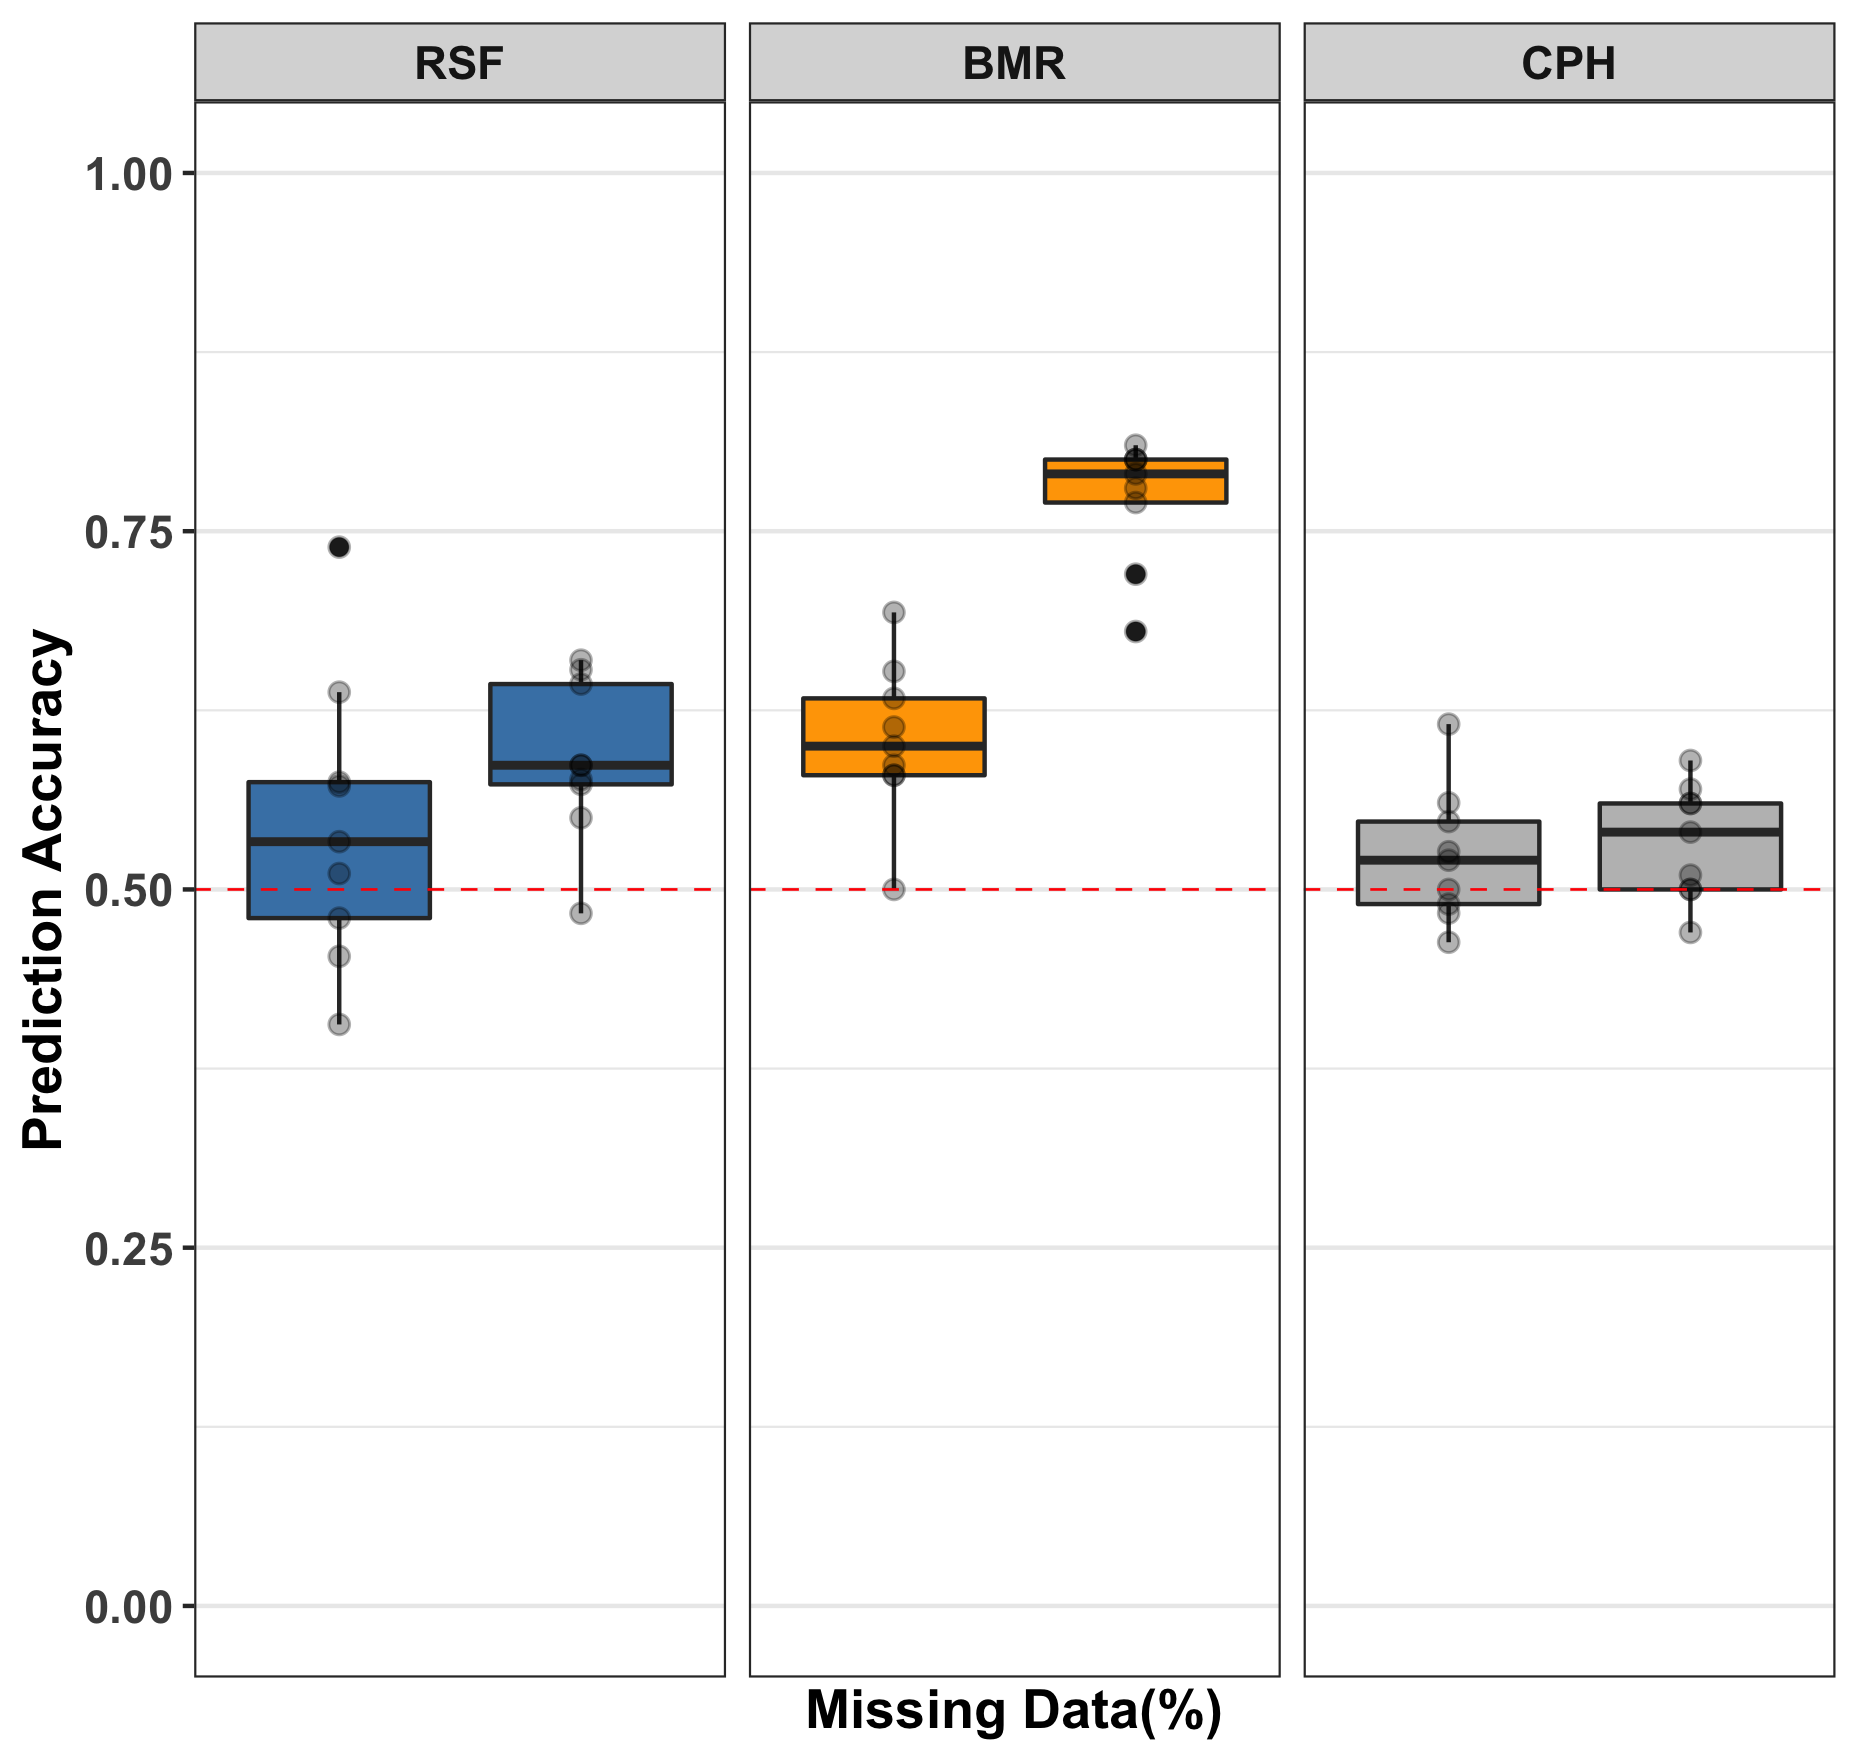 RSF
BMR
CPH
1.00
0.75
0.50
0.25
0.00
Prediction Accuracy
Missing Data(%)